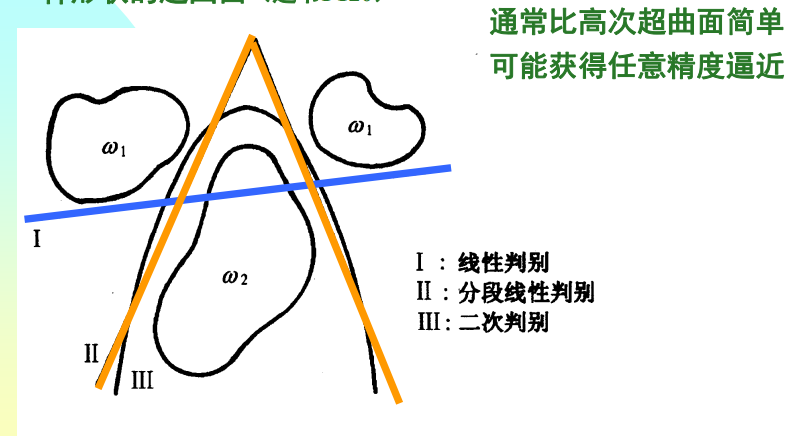 通常比高次超曲面简单
可能获得任意精度逼近
ω1
ω1
I
ω2
I : 线性判别
II : 分段线性判别
III: 二次判别
II
III